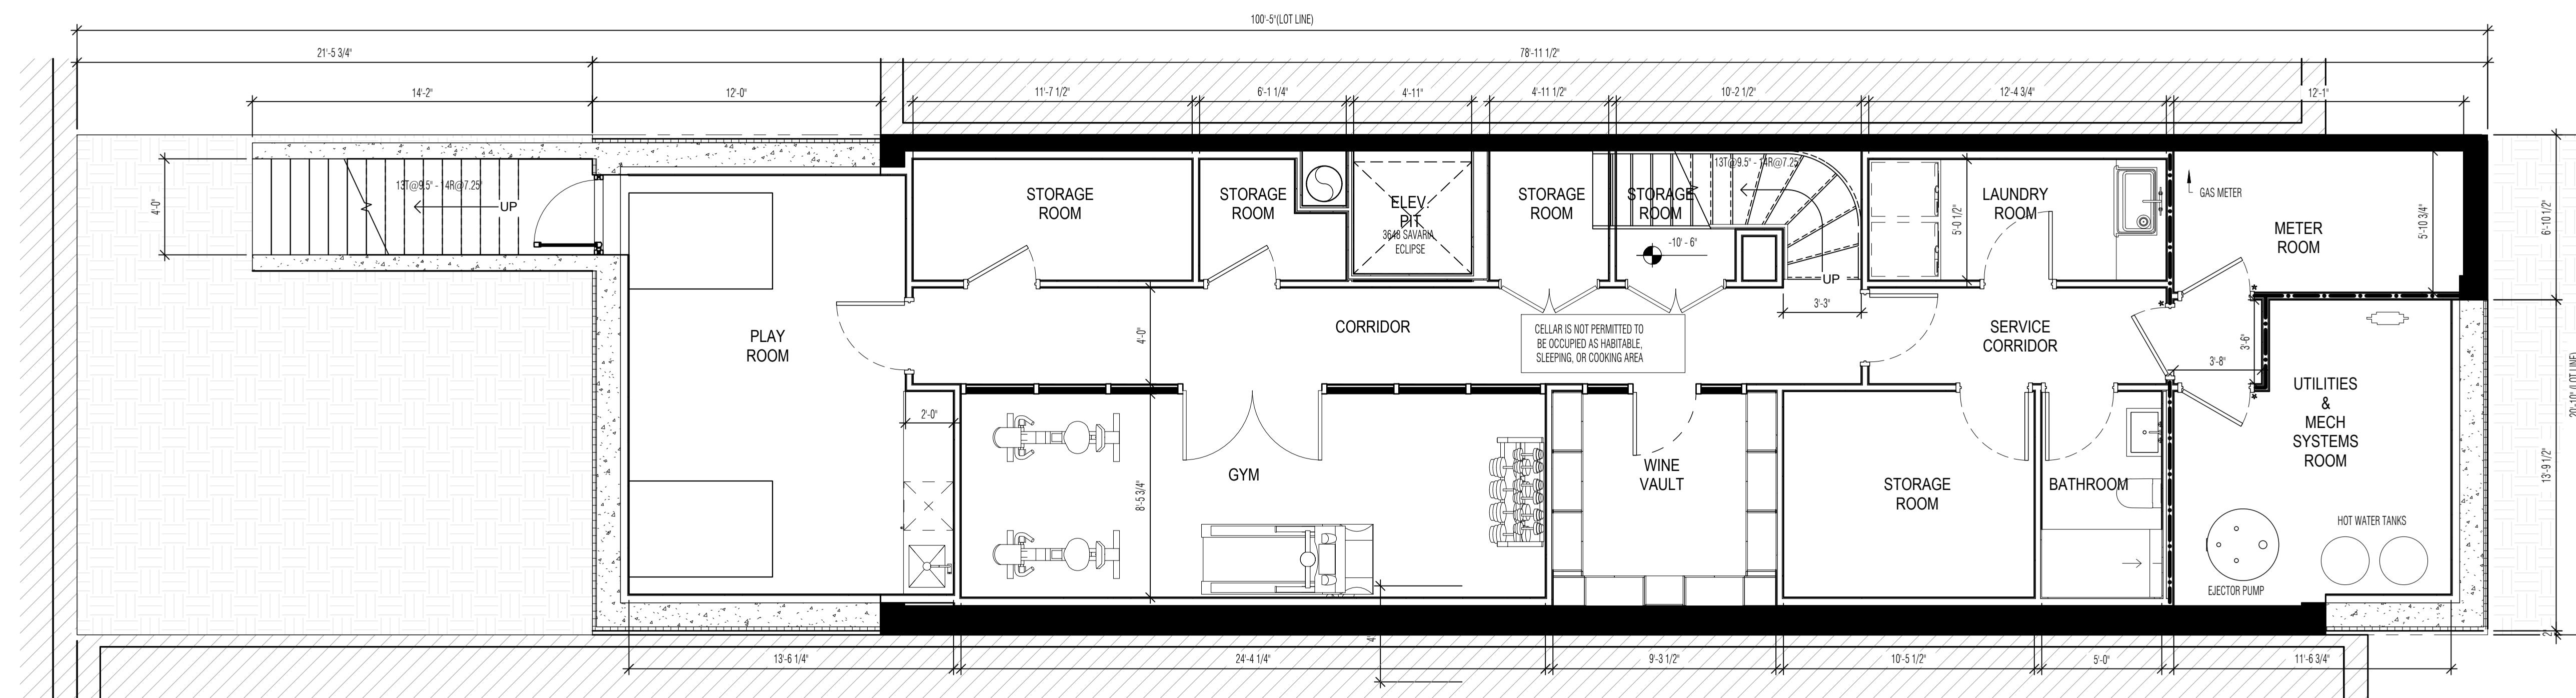 100'-5"(LOT LINE)
21'-5 3/4"
78'-11 1/2"
14'-2"
12'-0"
11'-7 1/2"
6'-1 1/4"
4'-11"
4'-11 1/2"
10'-2 1/2"
12'-4 3/4"
12'-1"
4'-0"
13T@9.5" - 14R@7.25"
UP
STORAGE
ROOM
STORAGE
ROOM
ELEV.
PIT
3648 SAVARIA
ECLIPSE
STORAGE
ROOM
STORAGE
ROOM
13T@9.5" - 14R@7.25"
-10' - 6"
UP
3'-3"
5'-0 1/2"
LAUNDRY
ROOM
GAS METER
METER
ROOM
5'-10 3/4"
6'-10 1/2"
PLAY
ROOM
4'-0"
CORRIDOR
CELLAR IS NOT PERMITTED TO
BE OCCUPIED AS HABITABLE,
SLEEPING, OR COOKING AREA
SERVICE
CORRIDOR
*
*
*
3'-6"
3'-8"
UTILITIES
&
MECH
SYSTEMS
ROOM
20'-10" (LOT LINE)
2'-0"
8'-5 3/4"
GYM
WINE
VAULT
STORAGE
ROOM
BATHROOM
13'-9 1/2"
HOT WATER TANKS
EJECTOR PUMP
2"
13'-6 1/4"
24'-4 1/4"
9'-3 1/2"
10'-5 1/2"
5'-0"
11'-6 3/4"